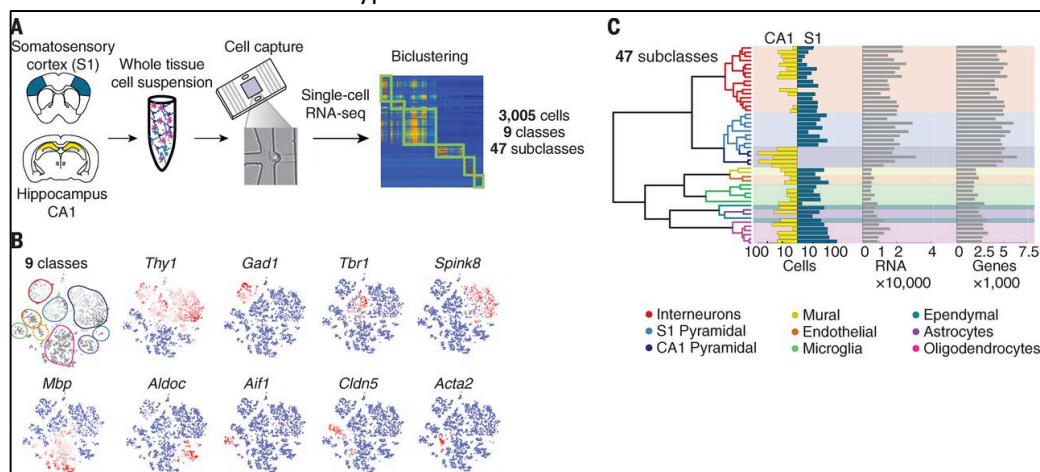 A
Somatosensory
cortex (S1)
Hippocampus
CA1
Whole tissue
cell suspension
Cell capture
Single-cell
RNA-seq
Biclustering
3,005 cells
9 classes
47 subclasses
B
9 classes
Thy1
Gad1
Tbr1
Spink8
Mbp
Aldoc
Aif1
Cldn5
Acta2
C
47 subclasses
CA1 S1
100 10 10 100
Cells
0 1 2 4
RNA
×10,000
0 2.5 5 7.5
Genes
×1,000
Interneurons
S1 Pyramidal
CA1 Pyramidal
Mural
Endothelial
Microglia
Ependymal
Astrocytes
Oligodendrocytes